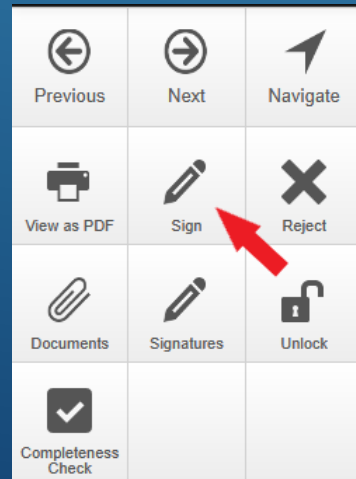 Previous
Next
Navigate
View as PDF
Sign
Reject
Documents
Signatures
Unlock
Completeness
Check